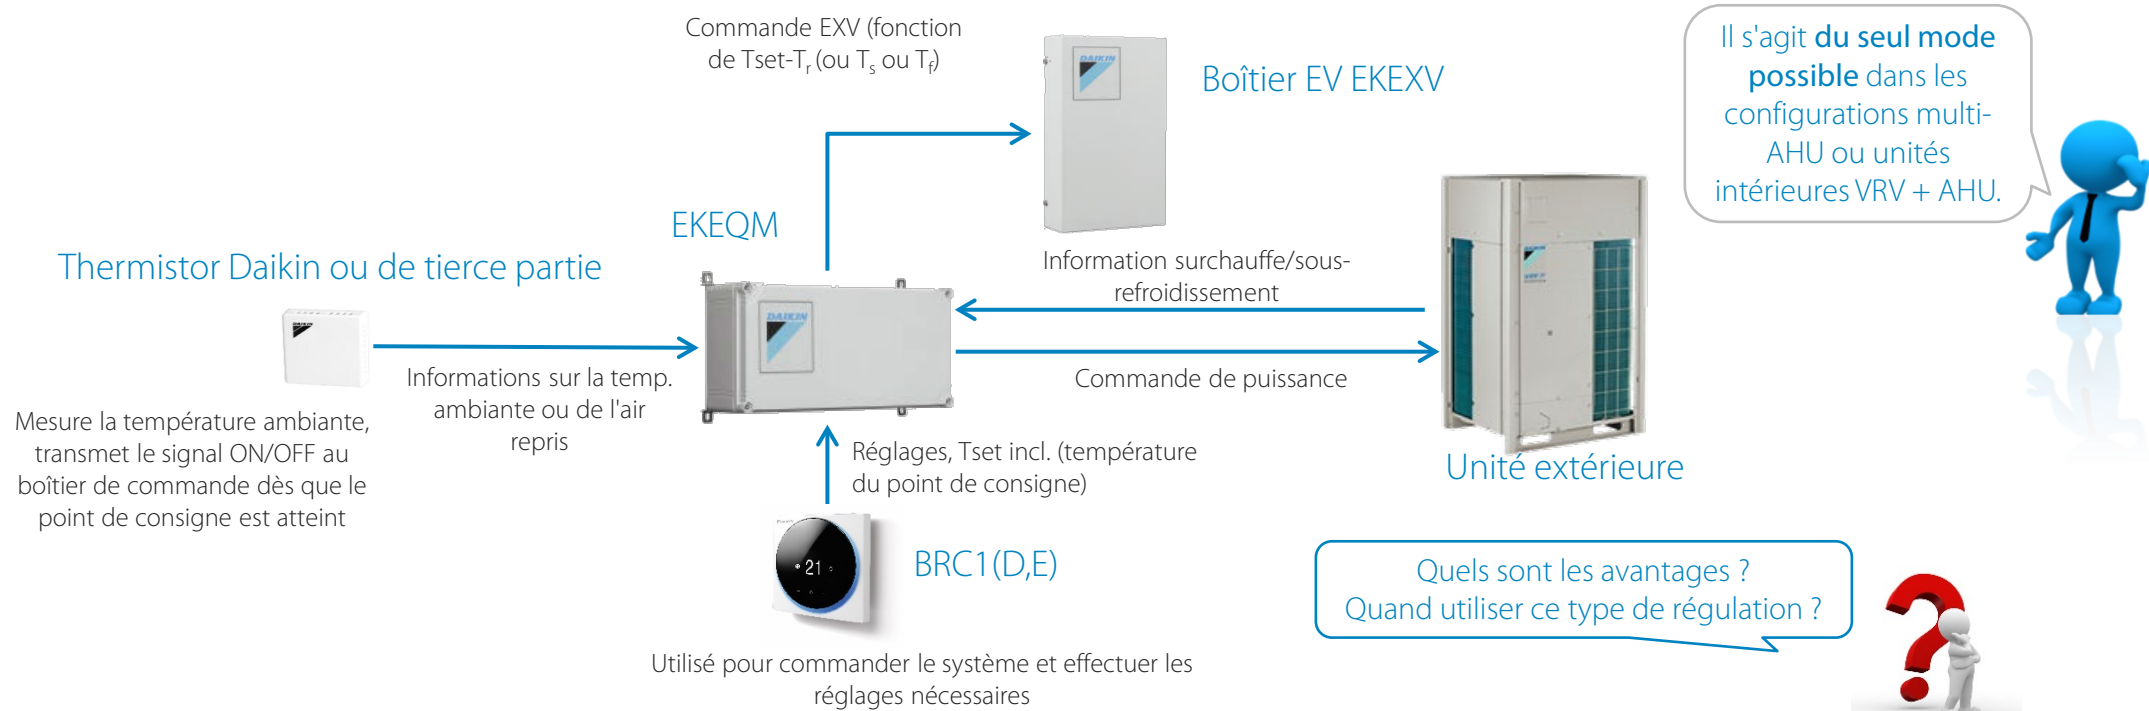 Commande EXV (fonction
de Tset-Tr (ou Ts ou Tf)
DAIKIN
Boîtier EV EKEXV
Il s'agit du seul mode
possible dans les
configurations multi-
AHU ou unités
intérieures VRV + AHU.
EKEQM
Thermistor Daikin ou de tierce partie
DAIKIN
DAIKIN
Information surchauffe/sous-
refroidissement
DAIKIN
Informations sur la temp.
ambiante ou de l'air
repris
Commande de puissance
Mesure la température ambiante,
transmet le signal ON/OFF au
boîtier de commande dès que le
point de consigne est atteint
Réglages, Tset incl. (température
du point de consigne)
Unité extérieure
21
BRC1(D,E)
Utilisé pour commander le système et effectuer les
réglages nécessaires
Quels sont les avantages ?
Quand utiliser ce type de régulation ?